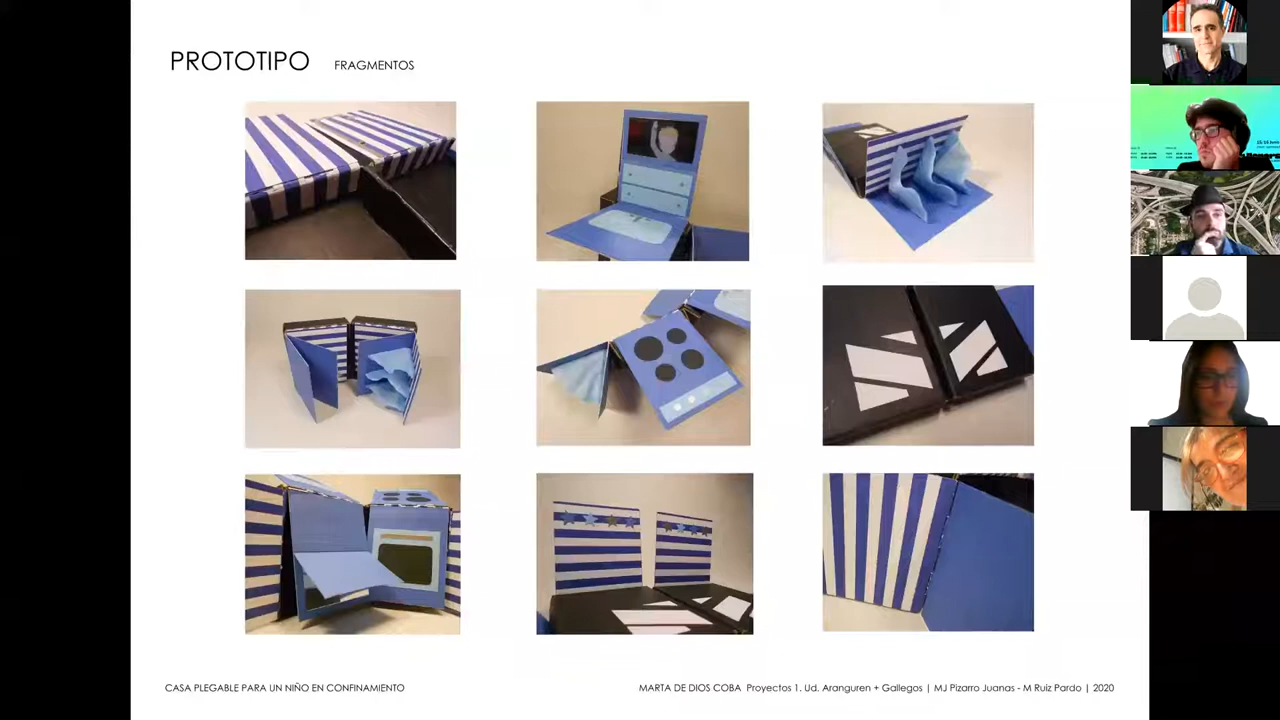 PROTOTIPO FRAGMENTOS
CASA PLEGABLE PARA UN NIÑO EN CONFINAMIENTO
MARTA DE DIOS COBA Proyectos 1. Ud. Aranguren + Gallegos | MJ Pizarro Juanas - M Ruiz Pardo | 2020